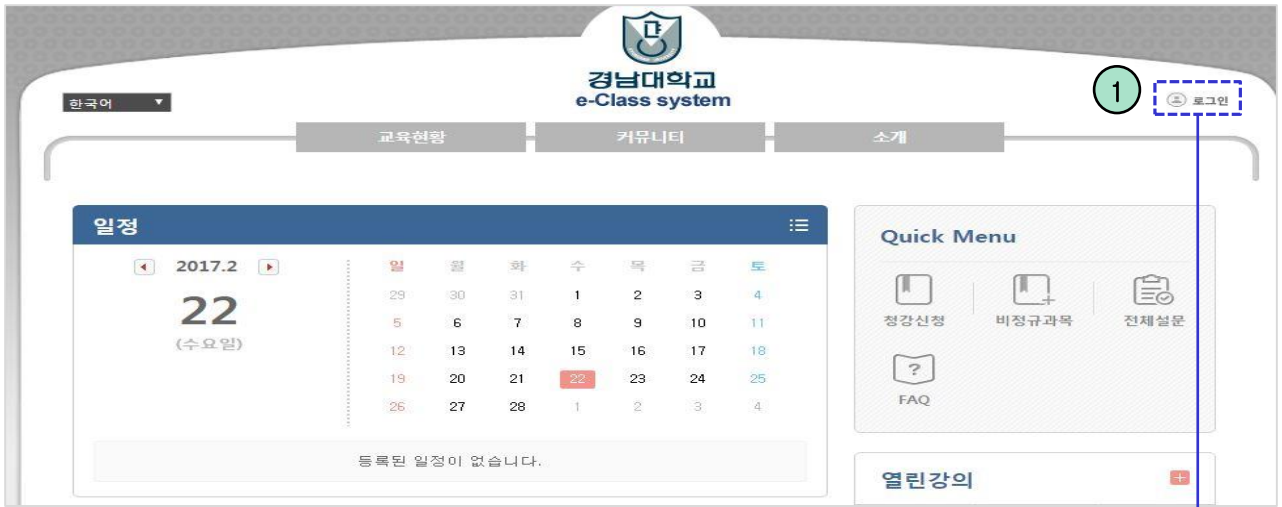 경남대학교
e-Class system
한국어
1
로그인
교육현황 커뮤니티 소개
일정
2017.2
22
(수요일)
일 월 화 수 목 금 토
29 30 31 1 2 3 4
5 6 7 8 9 10 11
12 13 14 15 16 17 18
19 20 21 22 23 24 25
26 27 28 1 2 3 4
등록된 일정이 없습니다.
Quick Menu
청강신청 비정규과목 전체설문
?
FAQ
열린강의